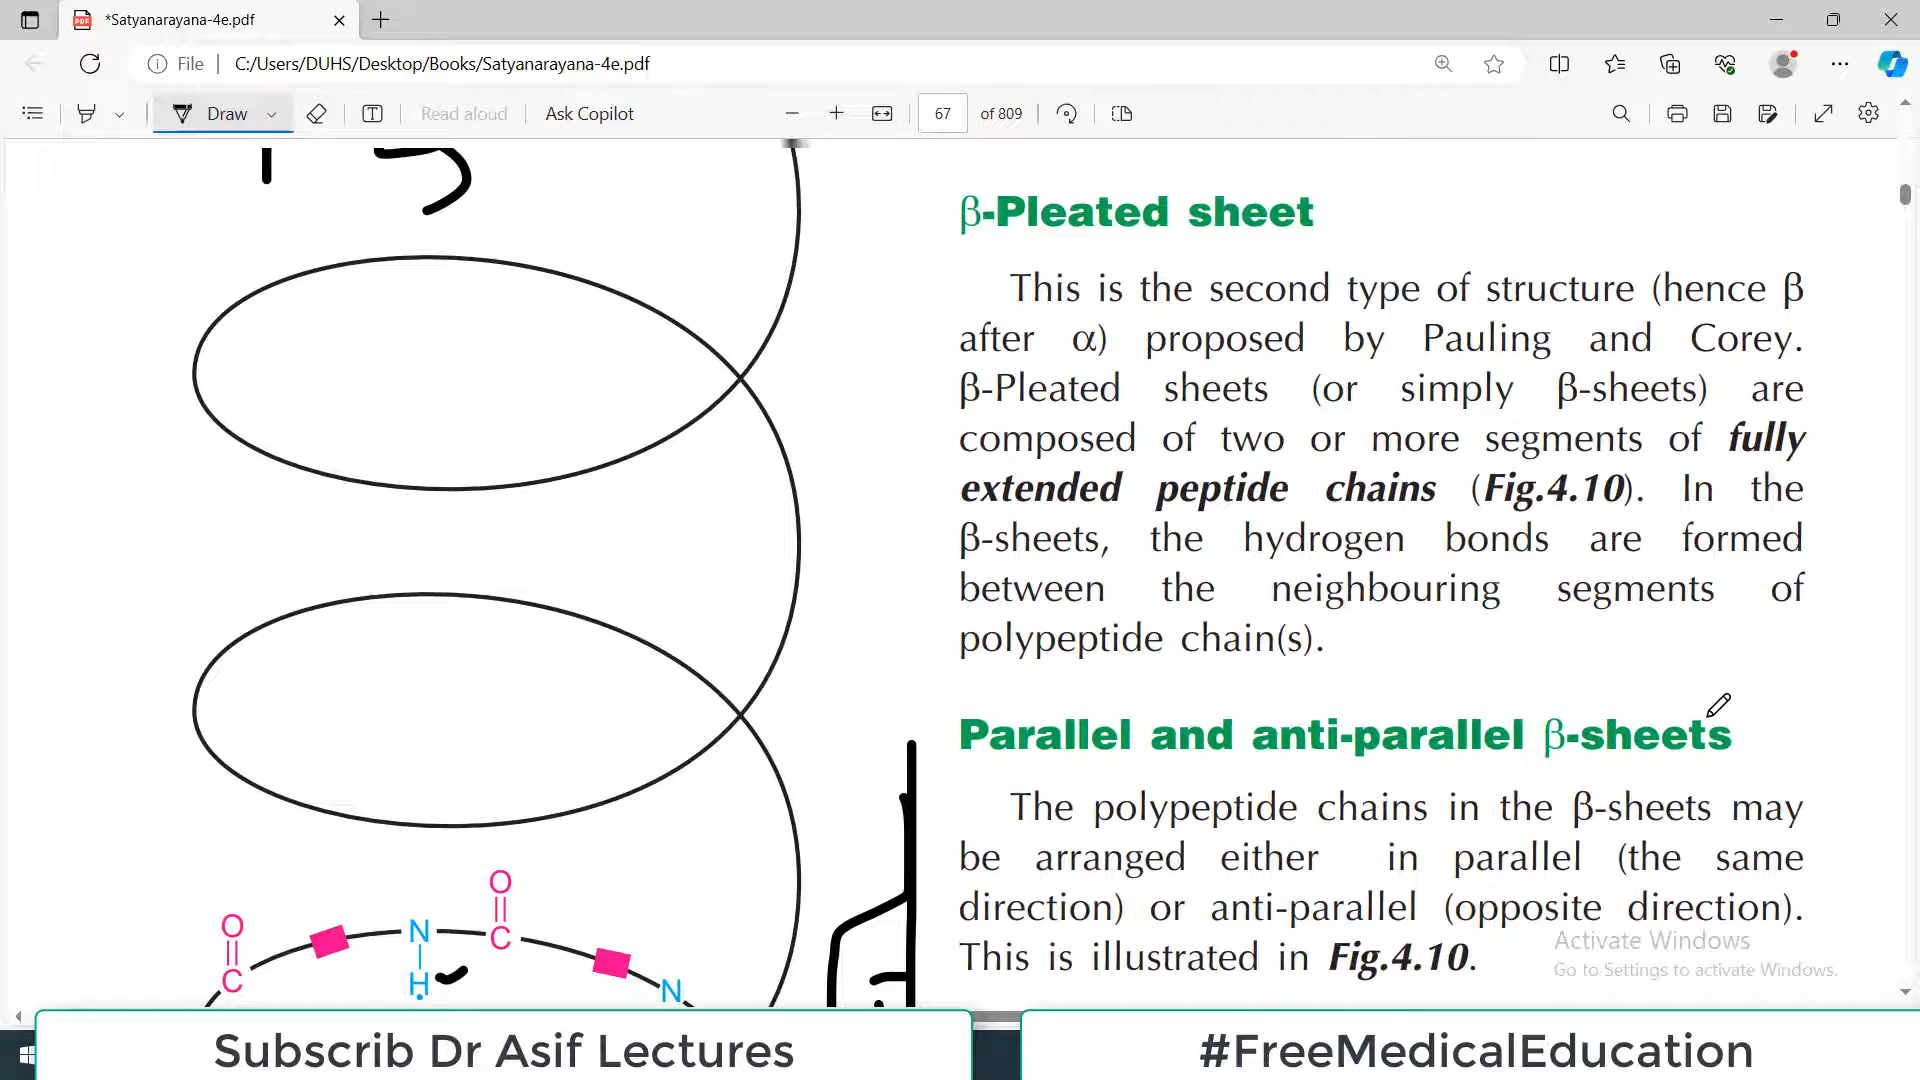 *Satyanarayana-4e.pdf
File
C:/Users/DUHS/Desktop/Books/Satyanarayana-4e.pdf
Draw
Read aloud
Ask Copilot
67
of 809
β-Pleated sheet
This is the second type of structure (hence β
after α) proposed by Pauling and Corey.
β-Pleated sheets (or simply β-sheets) are
composed of two or more segments of fully
extended peptide chains (Fig.4.10). In the
β-sheets, the hydrogen bonds are formed
between the neighbouring segments of
polypeptide chain(s).
Parallel and anti-parallel β-sheets
The polypeptide chains in the β-sheets may
be arranged either in parallel (the same
direction) or anti-parallel (opposite direction).
This is illustrated in Fig.4.10.
O
C
N
H
O
C
N
Activate Windows
Go to Settings to activate Windows.
Subscrib Dr Asif Lectures
#FreeMedicalEducation